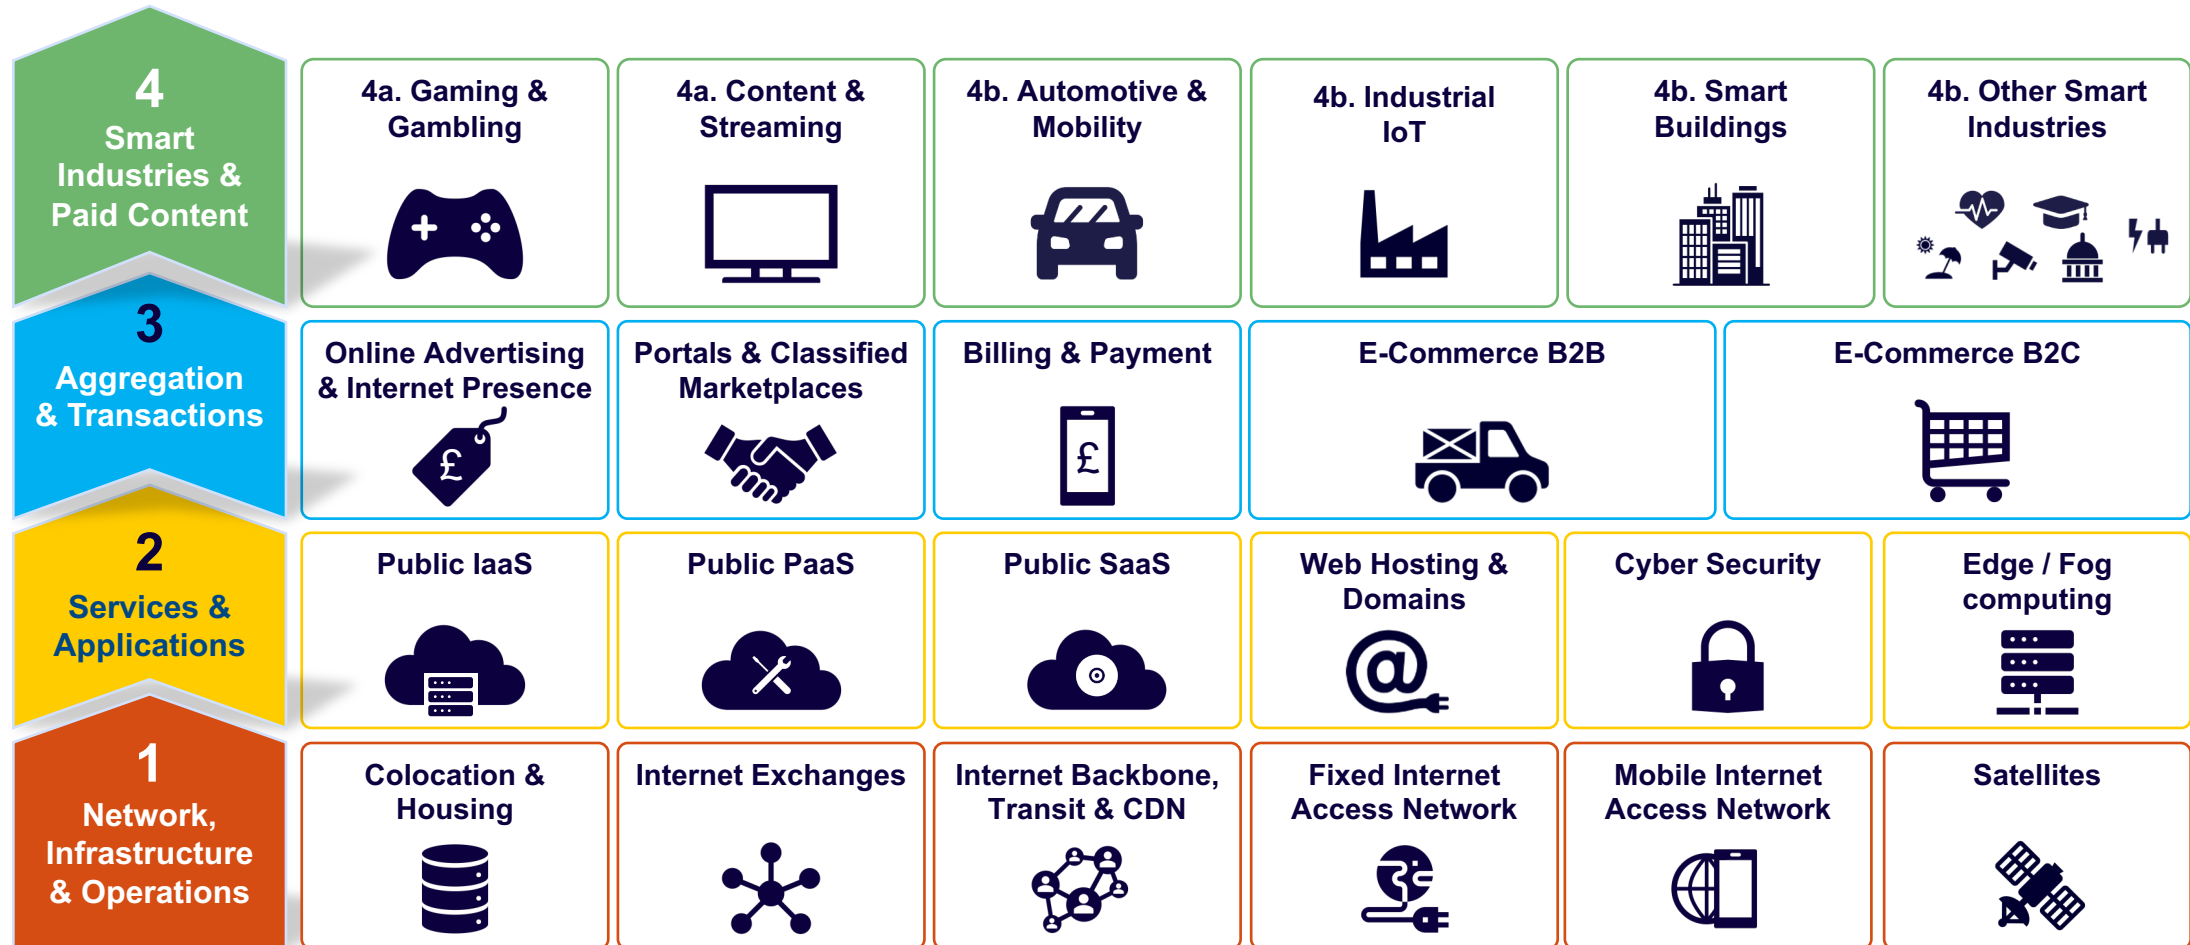 4
Smart
Industries &
Paid Content
4a. Gaming &
Gambling
4a. Content &
Streaming
4b. Automotive &
Mobility
4b. Industrial
IoT
4b. Smart
Buildings
4b. Other Smart
Industries
3
Aggregation
& Transactions
Online Advertising
& Internet Presence
£
Portals & Classified
Marketplaces
Billing & Payment
£
E-Commerce B2B
E-Commerce B2C
2
Services &
Applications
Public IaaS
Public PaaS
Public SaaS
Web Hosting &
Domains
@
Cyber Security
Edge / Fog
computing
1
Network,
Infrastructure
& Operations
Colocation &
Housing
Internet Exchanges
Internet Backbone,
Transit & CDN
Fixed Internet
Access Network
Mobile Internet
Access Network
Satellites